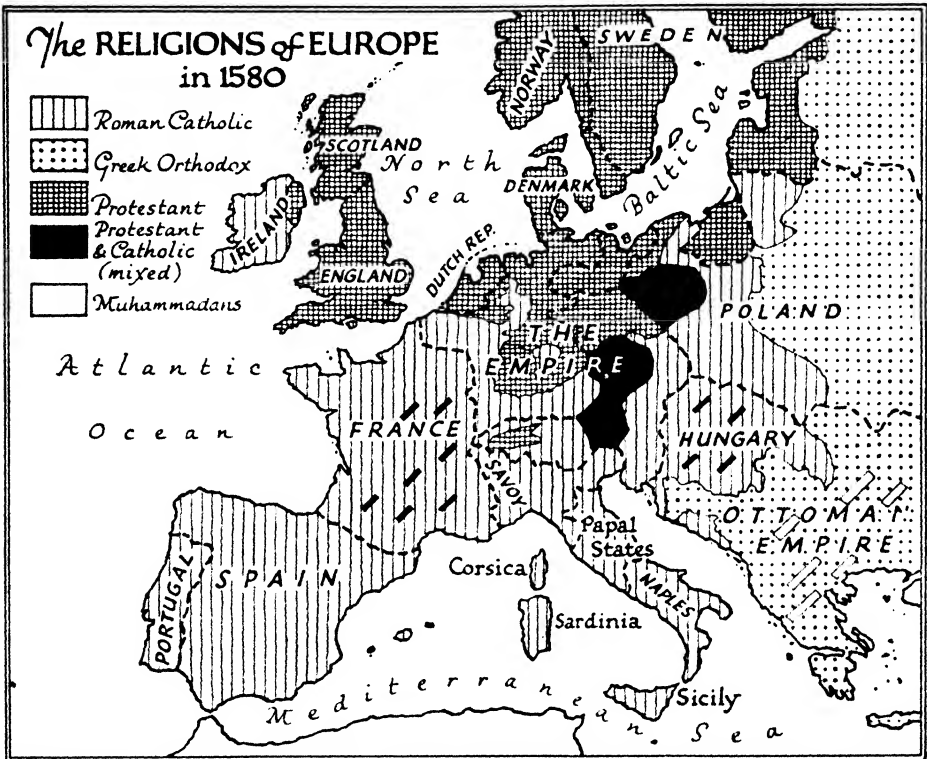 The RELIGIONS of EUROPE
in 1580
Roman Catholic
Greek Orthodox
Protestant
Protestant
& Catholic
(mixed)
Muhammadans
NORWAY
SWEDEN
SCOTLAND
North
Sea
DENMARK
Baltic Sea
IRELAND
ENGLAND
DUTCH REP.
POLAND
THE
EMPIRE
Atlantic
Ocean
FRANCE
HUNGARY
SAVOY
OTTOMAN
EMPIRE
Papal
States
PORTUGAL
SPAIN
Corsica
NAPLES
Sardinia
Sicily
Mediterranean Sea